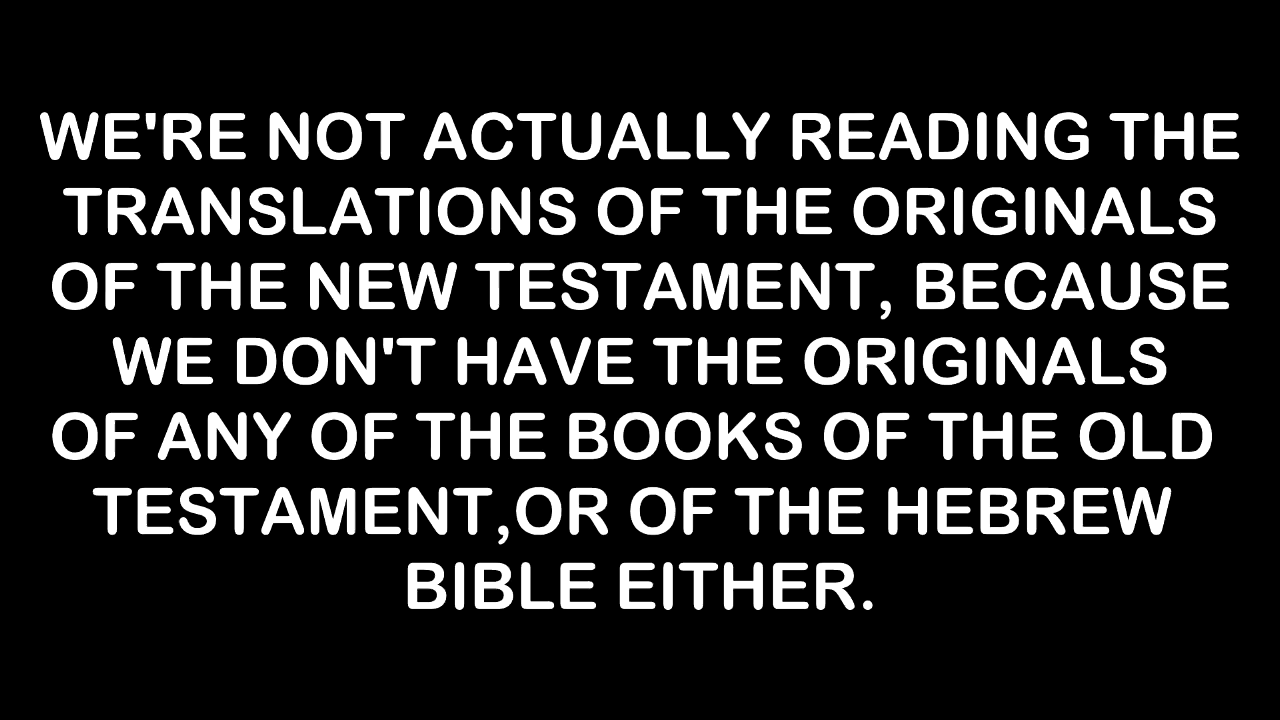 WE'RE NOT ACTUALLY READING THE
TRANSLATIONS OF THE ORIGINALS
OF THE NEW TESTAMENT, BECAUSE
WE DON'T HAVE THE ORIGINALS
OF ANY OF THE BOOKS OF THE OLD
TESTAMENT,OR OF THE HEBREW
BIBLE EITHER.